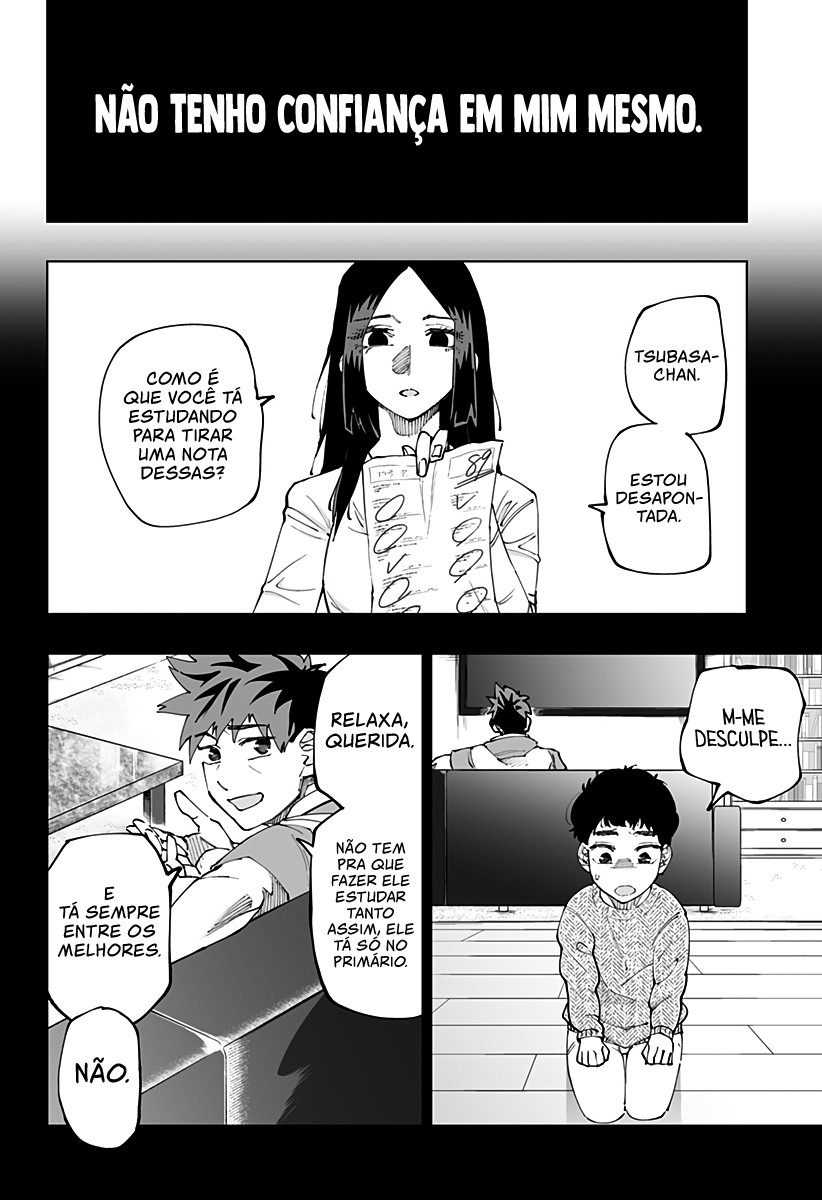 NÃO TENHO CONFIANÇA EM MIM MESMO.
TSUBASA-
CHAN.
ESTOU
DESAPON-
TADA.
COMO É
QUE VOCÊ TÁ
ESTUDANDO
PARA TIRAR
UMA NOTA
DESSAS?
89
M-ME
DESCULPE...
RELAXA,
QUERIDA.
NÃO TEM
PRA QUE
FAZER ELE
ESTUDAR
TANTO
ASSIM, ELE
TÁ SÓ NO
PRIMÁRIO.
E
TÁ SEMPRE
ENTRE OS
MELHORES.
NÃO.